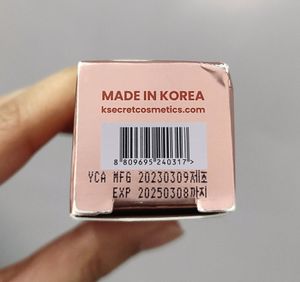 MADE IN KOREA
ksecretcosmetics.com
8 809695 240317 >
YCA MFG 20230309제조
EXP 20250308까지